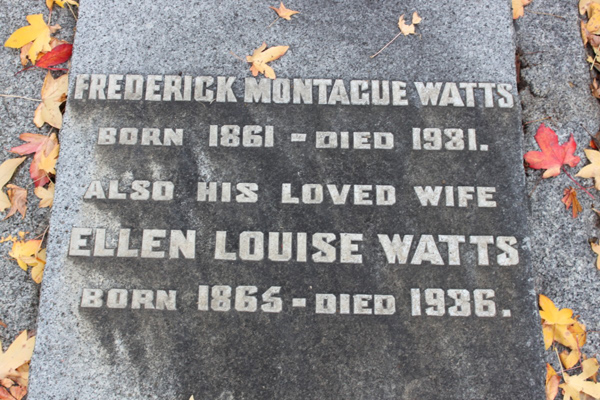 FREDERICK MONTAGUE WATTS
BORN 1861 - DIED 1931.
ALSO HIS LOVED WIFE
ELLEN LOUISE WATTS
BORN 1865 - DIED 1936.